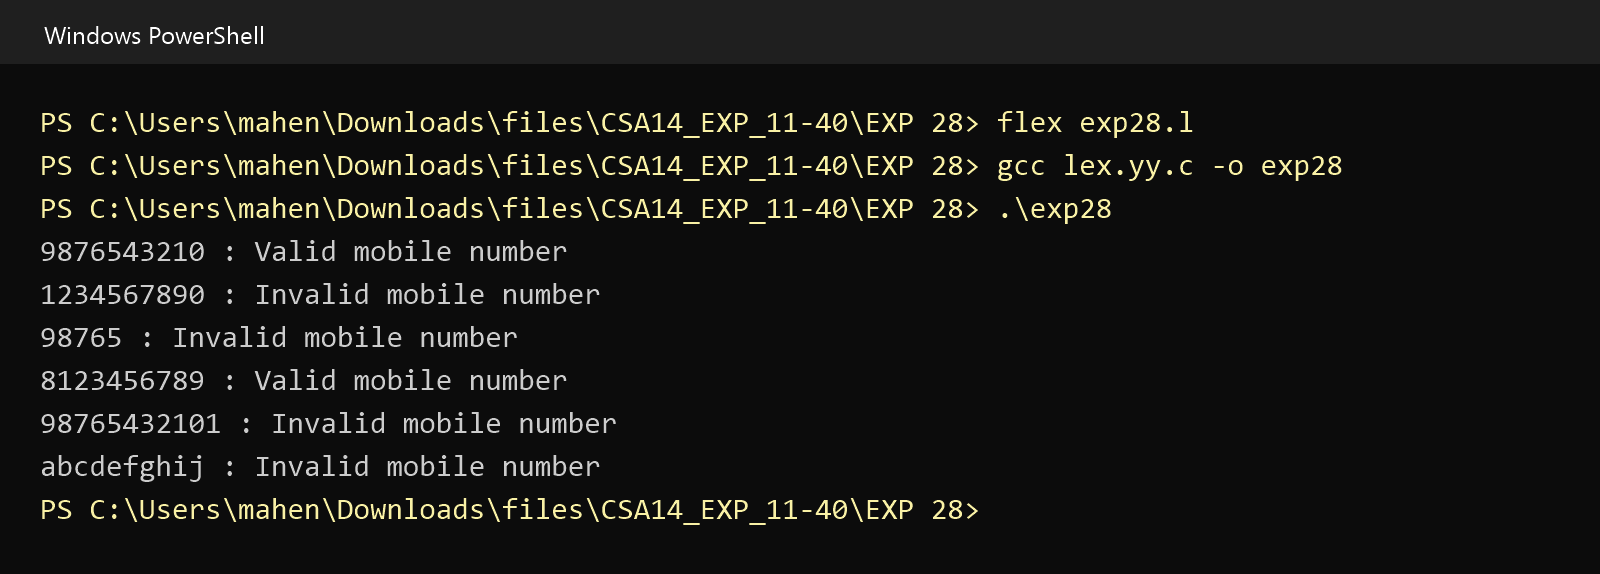 Windows PowerShell
PS C:\Users\mahen\Downloads\files\CSA14_EXP_11-40\EXP 28> flex exp28.l
PS C:\Users\mahen\Downloads\files\CSA14_EXP_11-40\EXP 28> gcc lex.yy.c -o exp28
PS C:\Users\mahen\Downloads\files\CSA14_EXP_11-40\EXP 28> .\exp28
9876543210 : Valid mobile number
1234567890 : Invalid mobile number
98765 : Invalid mobile number
8123456789 : Valid mobile number
98765432101 : Invalid mobile number
abcdefghij : Invalid mobile number
PS C:\Users\mahen\Downloads\files\CSA14_EXP_11-40\EXP 28>